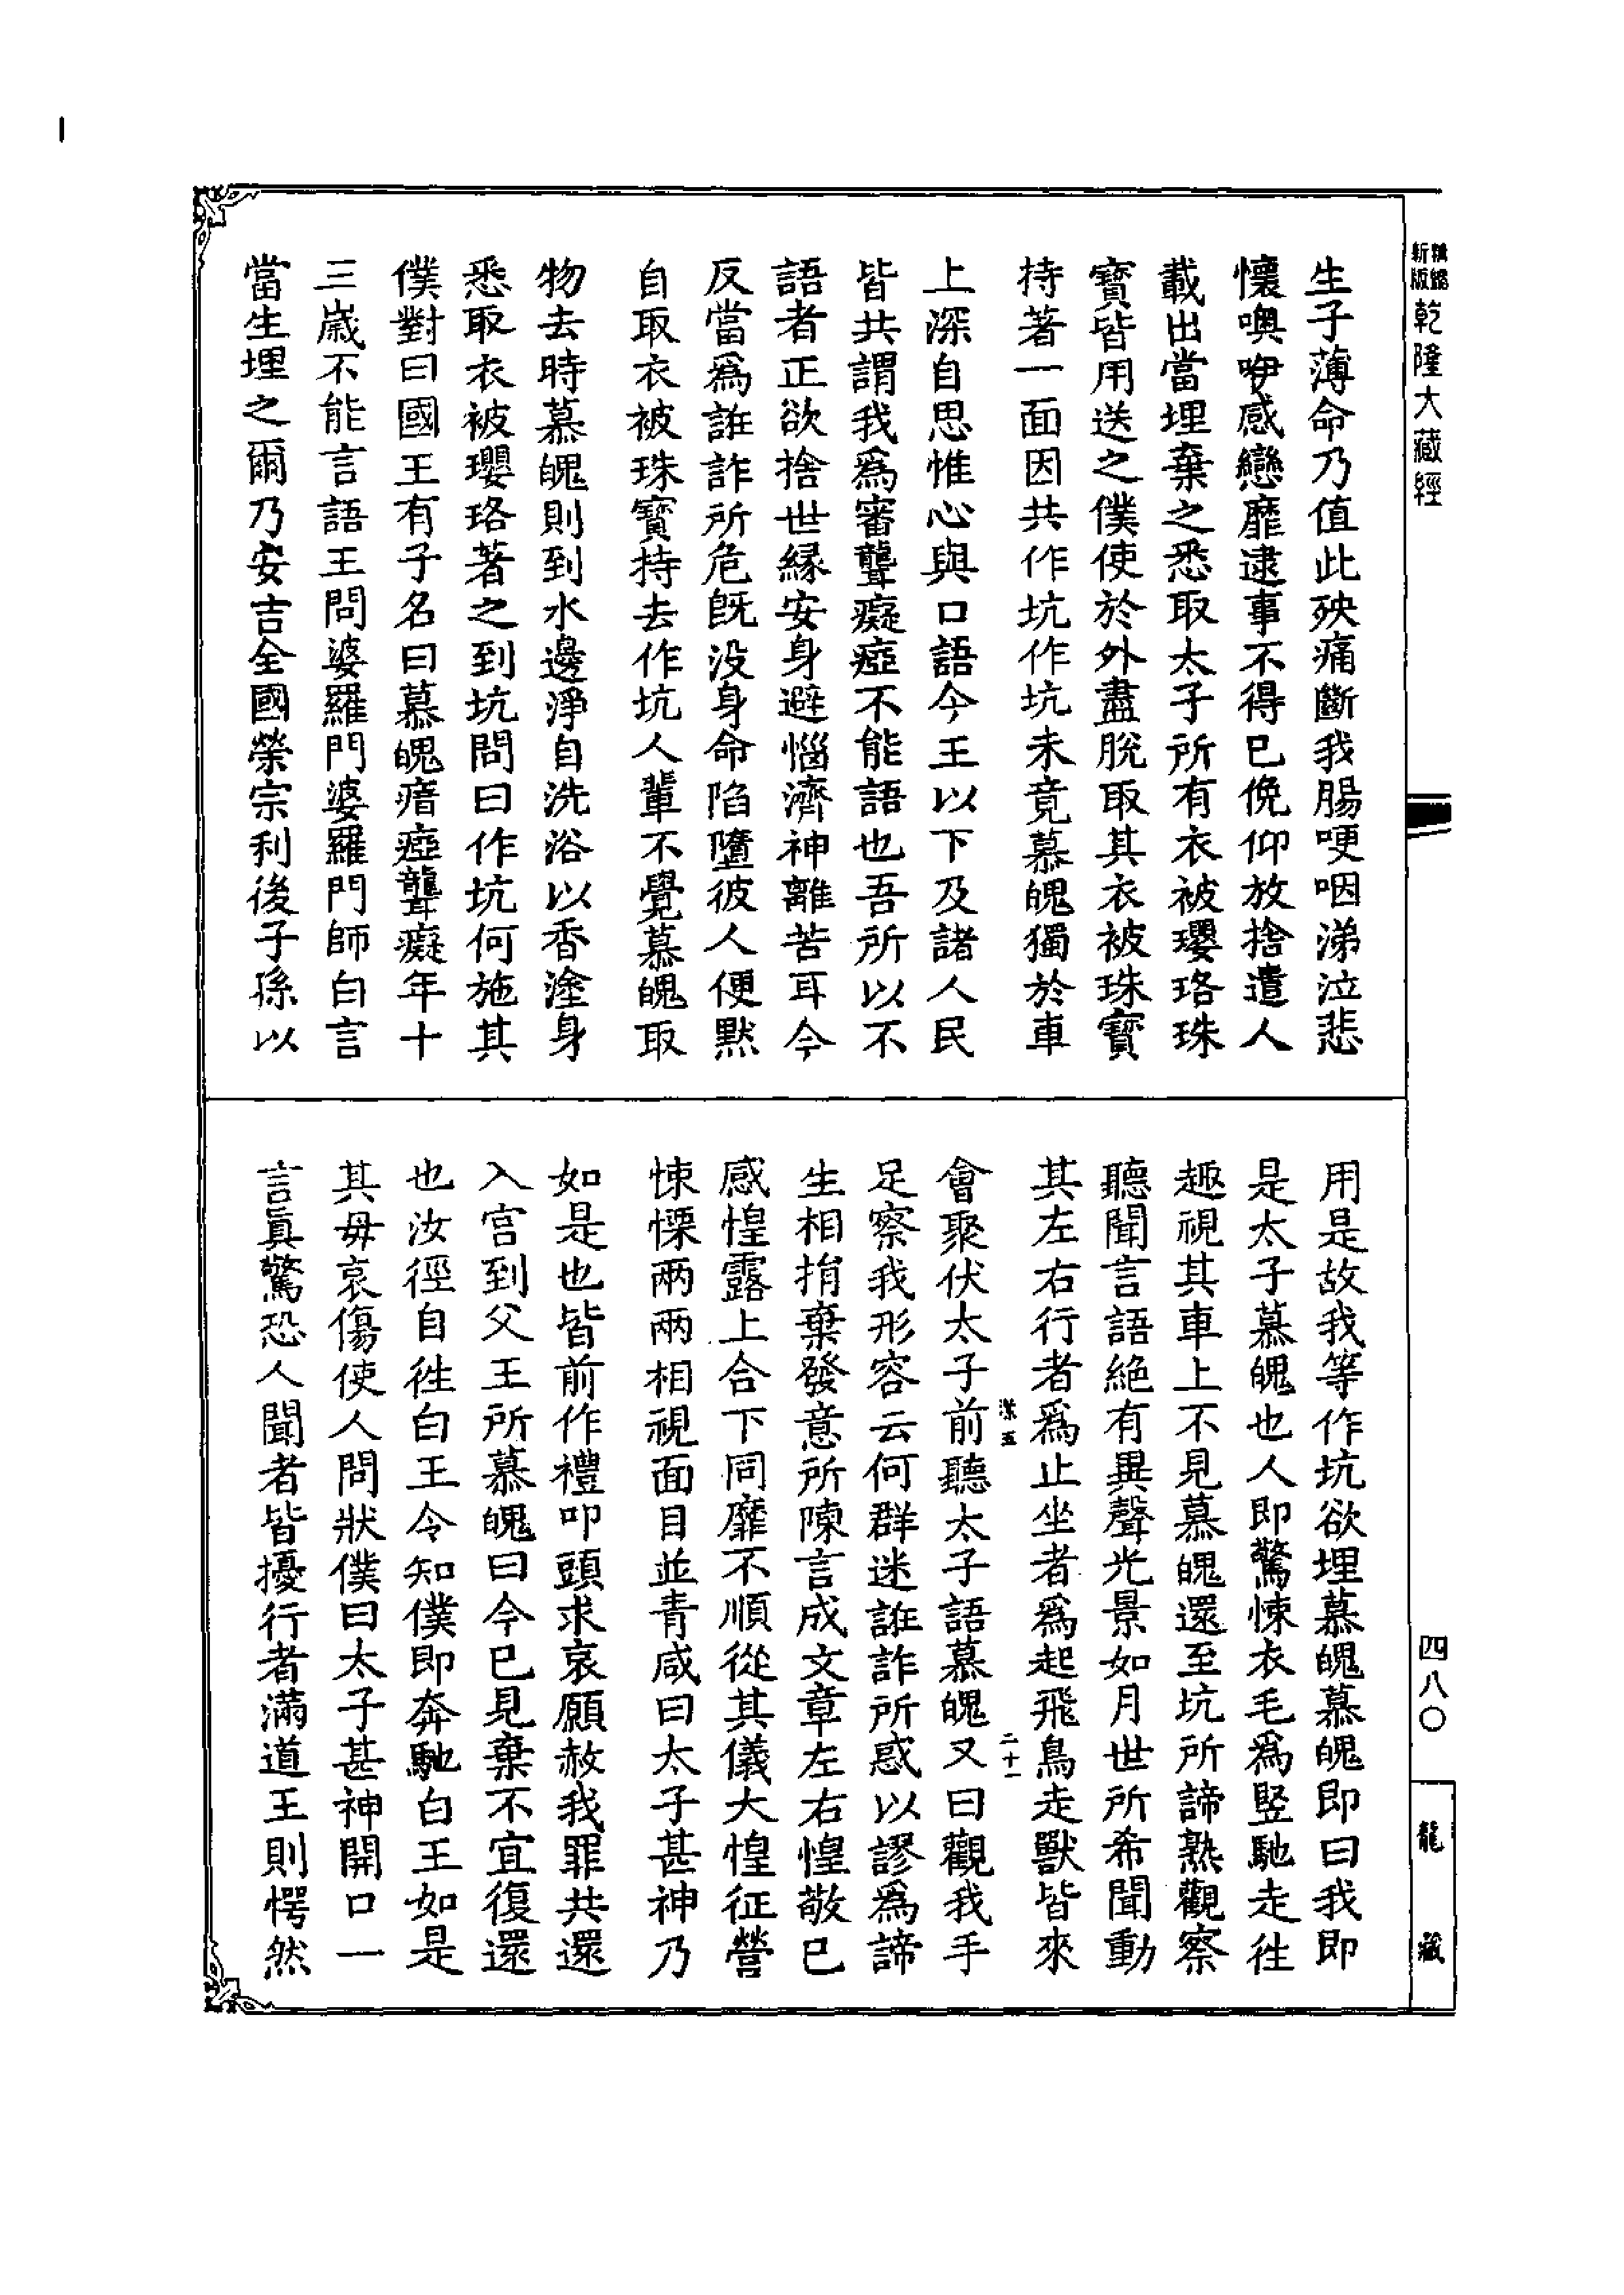 新版精縮乾隆大藏經
生子薄命乃值此殃痛斷我腸哽咽涕泣悲
懷噢咿感戀靡逮事不得已俛仰放捨遣人
載出當埋棄之悉取太子所有衣被瓔珞珠
寶皆用送之僕使於外盡脫取其衣被珠寶
持著一面因共作坑作坑未竟慕魄獨於車
上深自思惟心與口語今王以下及諸人民
皆共謂我爲審聾癡瘂不能語也吾所以不
語者正欲捨世緣安身避惱濟神離苦耳今
反當爲誑詐所危旣没身命陷墮彼人便默
自取衣被珠寶持去作坑人輩不覺慕魄取
物去時慕魄則到水邊淨自洗浴以香塗身
悉取衣被瓔珞著之到坑問曰作坑何施其
僕對曰國王有子名曰慕魄瘖瘂聾癡年十
三歲不能言語王問婆羅門婆羅門師白言
當生埋之爾乃安吉全國榮宗利後子孫以
用是故我等作坑欲埋慕魄慕魄即曰我即
是太子慕魄也人即驚悚衣毛爲竪馳走往
趣視其車上不見慕魄還至坑所諦熟觀察
聽聞言語絕有異聲光景如月世所希聞動
其左右行者爲止坐者爲起飛鳥走獸皆來
會聚伏太子前聽太子語慕魄又曰觀我手
足察我形容云何群迷誑詐所惑以謬爲諦
生相捐棄發意所陳言成文章左右惶敬已
感惶露上合下同靡不順從其儀大惶征營
悚慄兩兩相視面目並青咸曰太子甚神乃
如是也皆前作禮叩頭求哀願赦我罪共還
入宮到父王所慕魄曰今已見棄不宜復還
也汝徑自往白王令知僕即奔馳白王如是
其母哀傷使人問狀僕曰太子甚神開口一
言眞驚恐人聞者皆擾行者滿道王則愕然
二十一
四八〇
龍藏